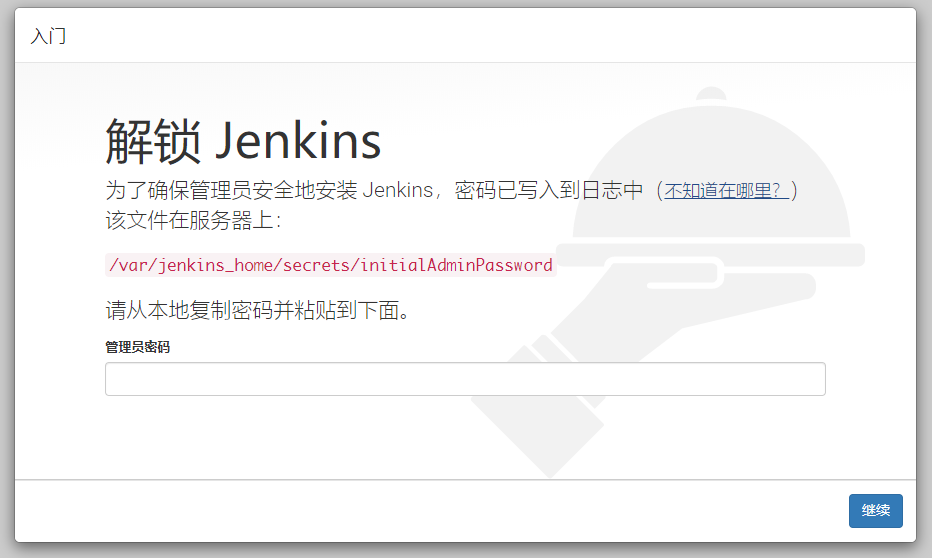 入门
解锁 Jenkins
为了确保管理员安全地安装 Jenkins，密码已写入到日志中（不知道在哪里？）
该文件在服务器上：
/var/jenkins_home/secrets/initialAdminPassword
请从本地复制密码并粘贴到下面。
管理员密码
继续